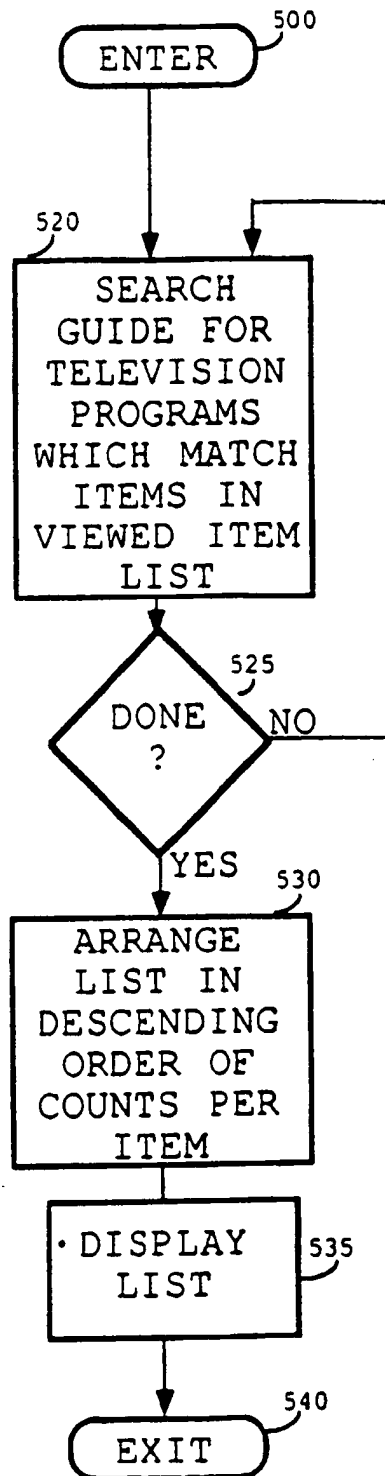 500
ENTER
520
SEARCH
GUIDE FOR
TELEVISION
PROGRAMS
WHICH MATCH
ITEMS IN
VIEWED ITEM
LIST
525
DONE
?
NO
YES
530
ARRANGE
LIST IN
DESCENDING
ORDER OF
COUNTS PER
ITEM
DISPLAY
LIST
535
540
EXIT